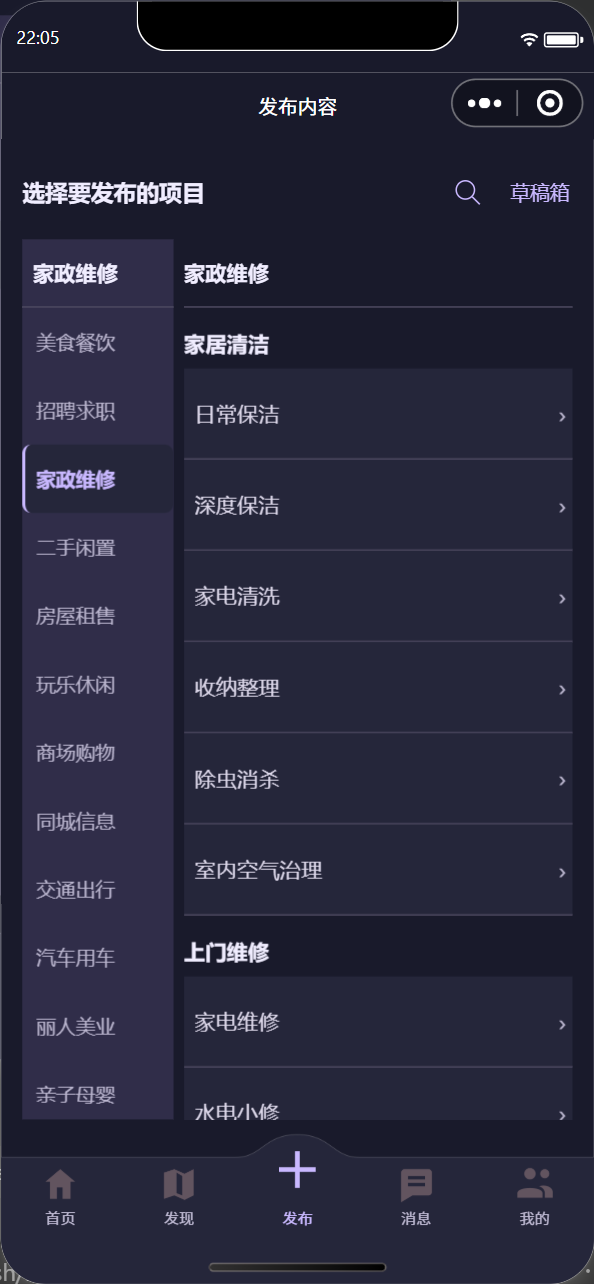 22:05
发布内容
选择要发布的项目
草稿箱
家政维修
美食餐饮
招聘求职
家政维修
二手闲置
房屋租售
玩乐休闲
商场购物
同城信息
交通出行
汽车用车
丽人美业
亲子母婴
家政维修
家居清洁
日常保洁
深度保洁
家电清洗
收纳整理
除虫消杀
室内空气治理
上门维修
家电维修
水电小修
首页
发现
发布
消息
我的